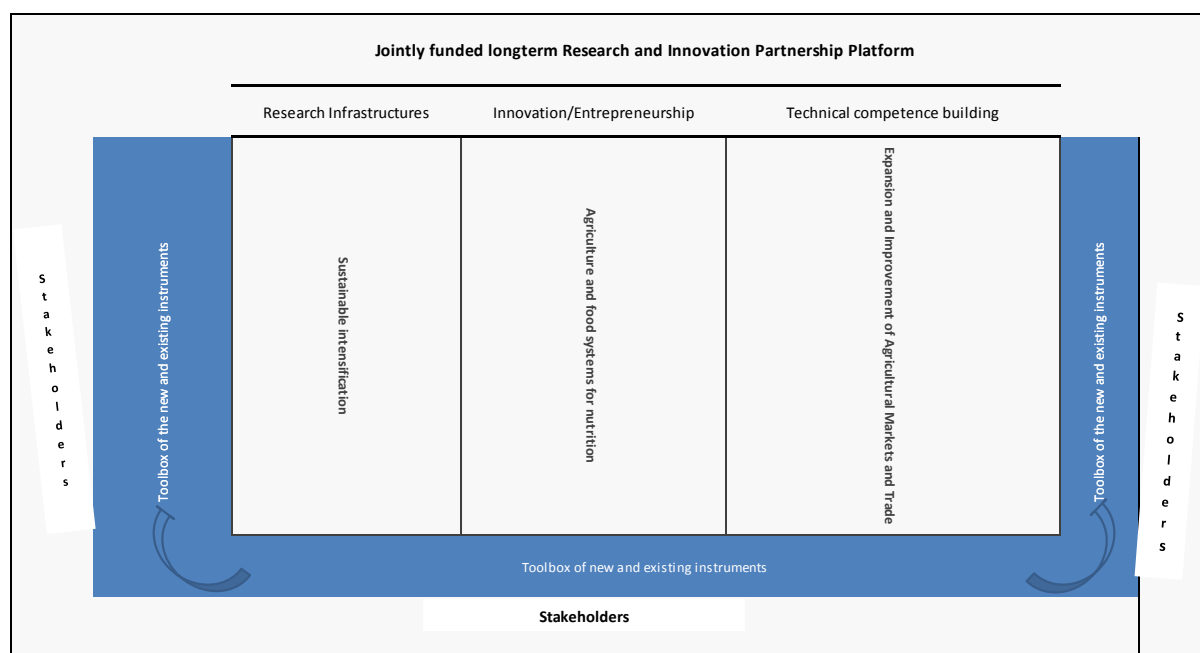 Jointly funded longterm Research and Innovation Partnership Platform
Research Infrastructures
Innovation/Entrepreneurship
Technical competence building
Stakeholders
Toolbox of the new and existing instruments
Sustainable intensification
Agriculture and food systems for nutrition
Expansion and Improvement of Agricultural Markets and Trade
Toolbox of the new and existing instruments
Stakeholders
Toolbox of new and existing instruments
Stakeholders